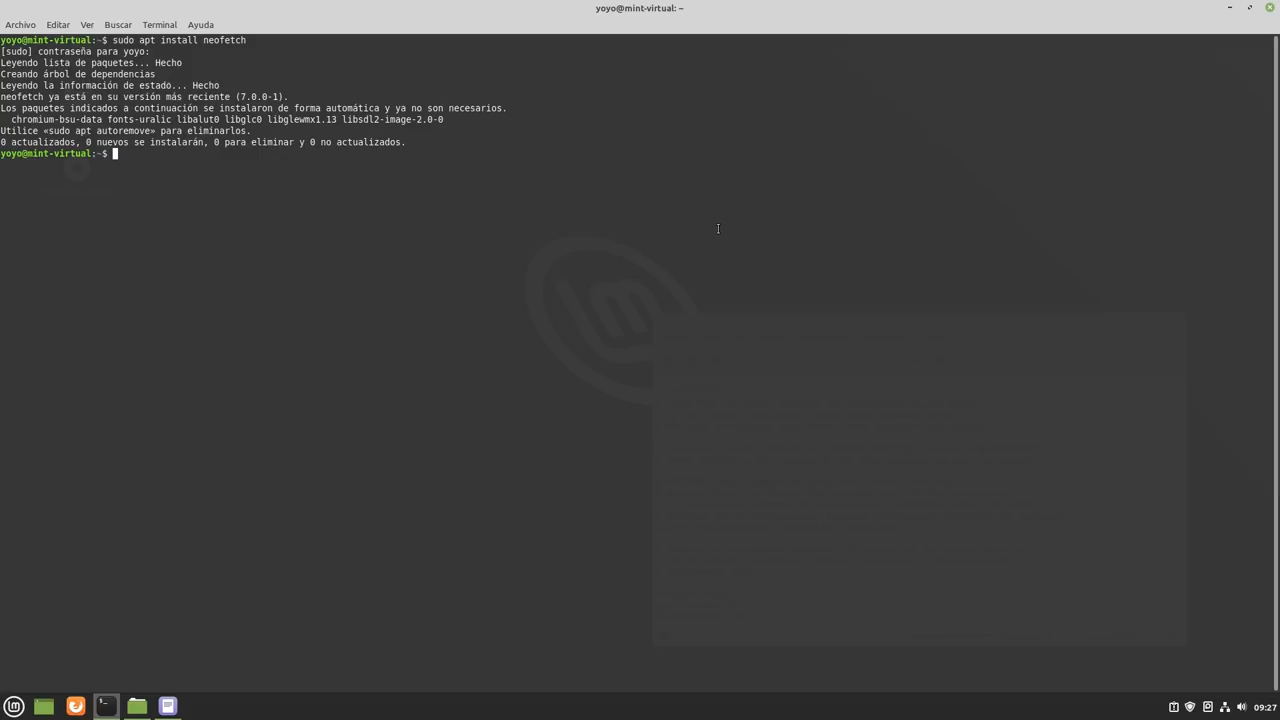 yoyo@mint-virtual: ~
Archivo Editar Ver Buscar Terminal Ayuda
yoyo@mint-virtual:~$ sudo apt install neofetch
[sudo] contraseña para yoyo:
Leyendo lista de paquetes... Hecho
Creando árbol de dependencias
Leyendo la información de estado... Hecho
neofetch ya está en su versión más reciente (7.0.0-1).
Los paquetes indicados a continuación se instalaron de forma automática y ya no son necesarios.
chromium-bsu-data fonts-uralic libalut0 libglc0 libglewmx1.13 libsdl2-image-2.0-0
Utilice «sudo apt autoremove» para eliminarlos.
0 actualizados, 0 nuevos se instalarán, 0 para eliminar y 0 no actualizados.
yoyo@mint-virtual:~$
09:27